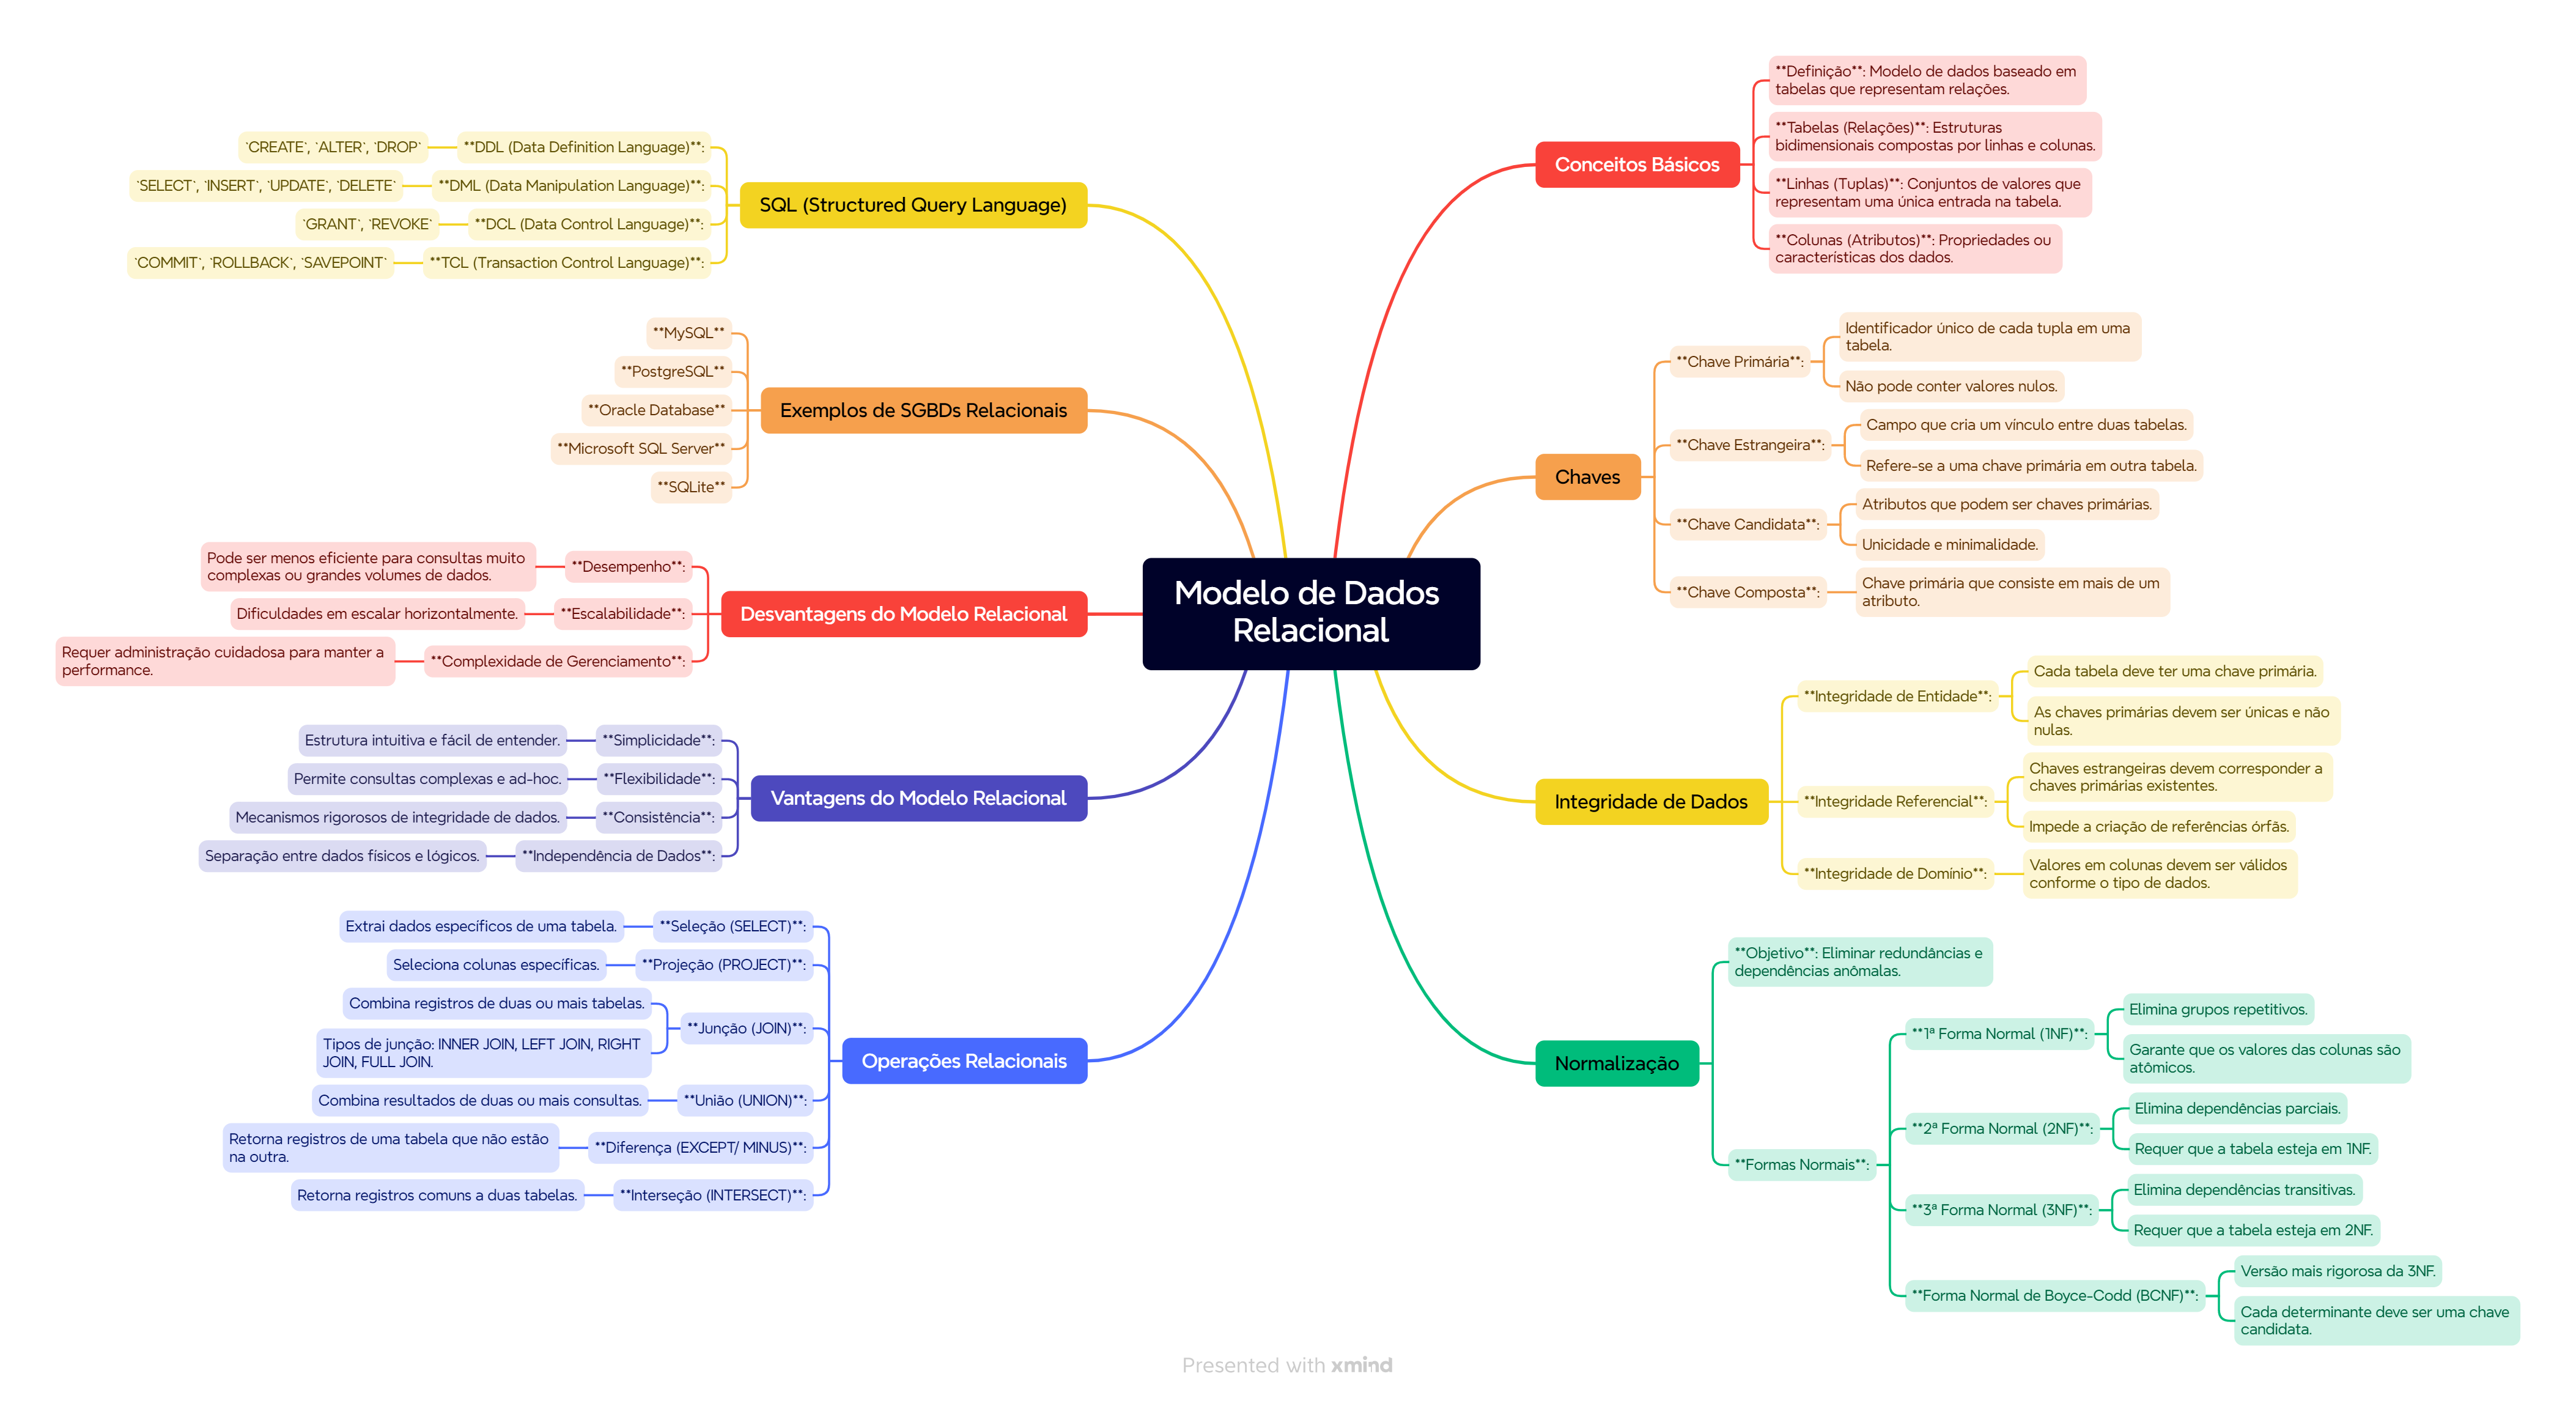 Modelo de Dados
Relacional
Conceitos Básicos
**Definição**: Modelo de dados baseado em
tabelas que representam relações.
**Tabelas (Relações)**: Estruturas
bidimensionais compostas por linhas e colunas.
**Linhas (Tuplas)**: Conjuntos de valores que
representam uma única entrada na tabela.
**Colunas (Atributos)**: Propriedades ou
características dos dados.
Chaves
**Chave Primária**:
Identificador único de cada tupla em uma
tabela.
Não pode conter valores nulos.
**Chave Estrangeira**:
Campo que cria um vínculo entre duas tabelas.
Refere-se a uma chave primária em outra tabela.
**Chave Candidata**:
Atributos que podem ser chaves primárias.
Unicidade e minimalidade.
**Chave Composta**:
Chave primária que consiste em mais de um
atributo.
Integridade de Dados
**Integridade de Entidade**:
Cada tabela deve ter uma chave primária.
As chaves primárias devem ser únicas e não
nulas.
**Integridade Referencial**:
Chaves estrangeiras devem corresponder a
chaves primárias existentes.
Impede a criação de referências órfãs.
**Integridade de Domínio**:
Valores em colunas devem ser válidos
conforme o tipo de dados.
Normalização
**Objetivo**: Eliminar redundâncias e
dependências anômalas.
**Formas Normais**:
**1ª Forma Normal (1NF)**:
Elimina grupos repetitivos.
Garante que os valores das colunas são
atômicos.
**2ª Forma Normal (2NF)**:
Elimina dependências parciais.
Requer que a tabela esteja em 1NF.
**3ª Forma Normal (3NF)**:
Elimina dependências transitivas.
Requer que a tabela esteja em 2NF.
**Forma Normal de Boyce-Codd (BCNF)**:
Versão mais rigorosa da 3NF.
Cada determinante deve ser uma chave
candidata.
SQL (Structured Query Language)
**DDL (Data Definition Language)**:
`CREATE`, `ALTER`, `DROP`
**DML (Data Manipulation Language)**:
`SELECT`, `INSERT`, `UPDATE`, `DELETE`
**DCL (Data Control Language)**:
`GRANT`, `REVOKE`
**TCL (Transaction Control Language)**:
`COMMIT`, `ROLLBACK`, `SAVEPOINT`
Exemplos de SGBDs Relacionais
**MySQL**
**PostgreSQL**
**Oracle Database**
**Microsoft SQL Server**
**SQLite**
Desvantagens do Modelo Relacional
**Desempenho**:
Pode ser menos eficiente para consultas muito
complexas ou grandes volumes de dados.
**Escalabilidade**:
Dificuldades em escalar horizontalmente.
**Complexidade de Gerenciamento**:
Requer administração cuidadosa para manter a
performance.
Vantagens do Modelo Relacional
**Simplicidade**:
Estrutura intuitiva e fácil de entender.
**Flexibilidade**:
Permite consultas complexas e ad-hoc.
**Consistência**:
Mecanismos rigorosos de integridade de dados.
**Independência de Dados**:
Separação entre dados físicos e lógicos.
Operações Relacionais
**Seleção (SELECT)**:
Extrai dados específicos de uma tabela.
**Projeção (PROJECT)**:
Seleciona colunas específicas.
**Junção (JOIN)**:
Combina registros de duas ou mais tabelas.
Tipos de junção: INNER JOIN, LEFT JOIN, RIGHT
JOIN, FULL JOIN.
**União (UNION)**:
Combina resultados de duas ou mais consultas.
**Diferença (EXCEPT/ MINUS)**:
Retorna registros de uma tabela que não estão
na outra.
**Interseção (INTERSECT)**:
Retorna registros comuns a duas tabelas.
Presented with xmind